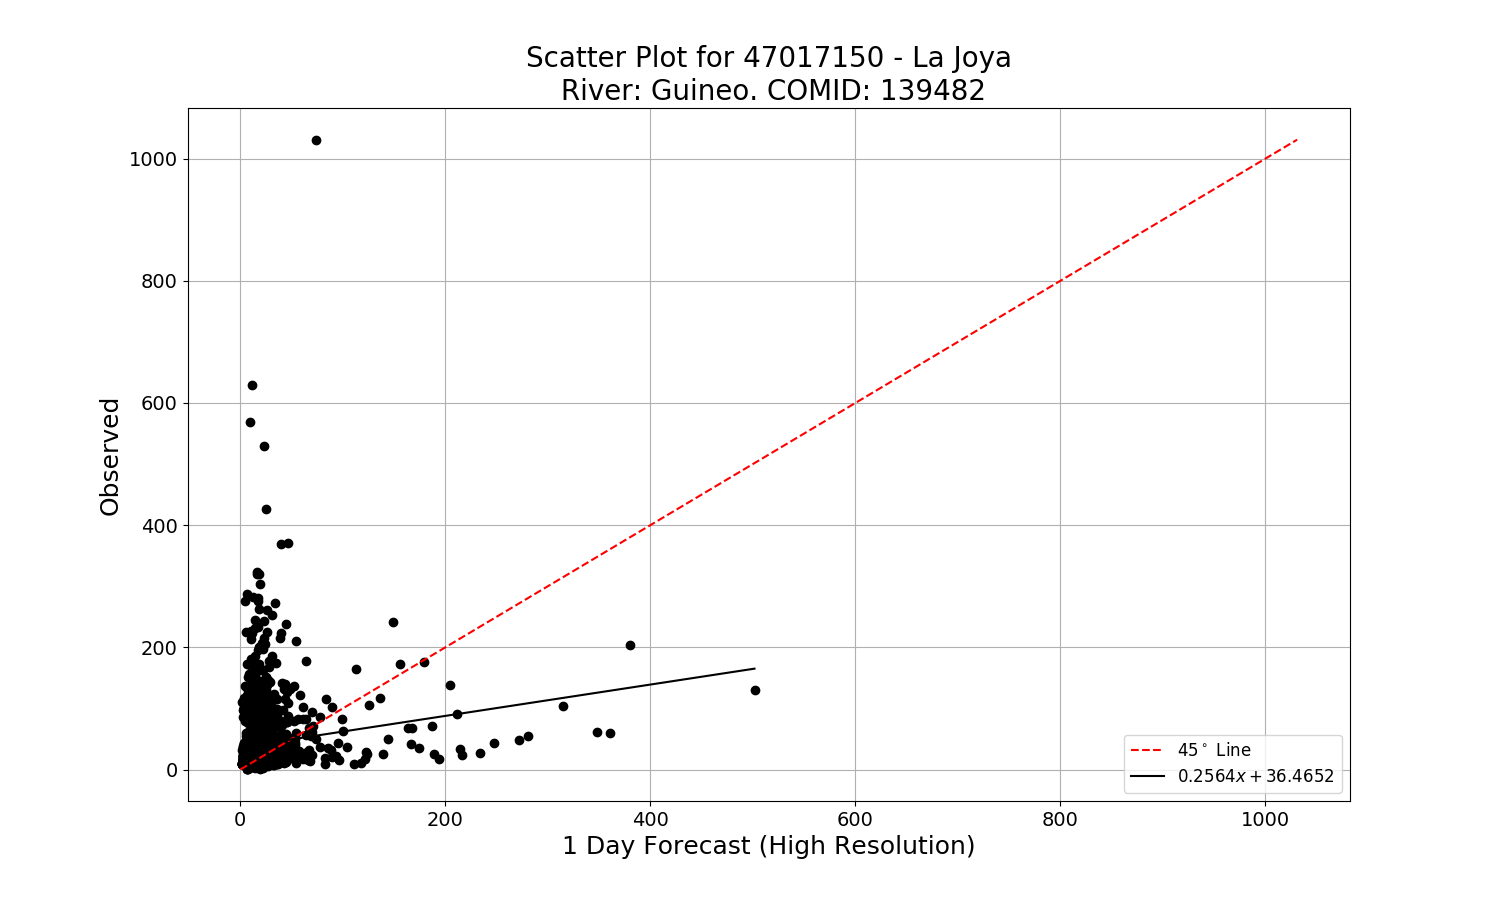 Scatter Plot for 47017150 - La Joya
River: Guineo. COMID: 139482
1000
800
600
400
200
0
Observed
0 200 400 600 800 1000
1 Day Forecast (High Resolution)
45° Line
0.2564x + 36.4652